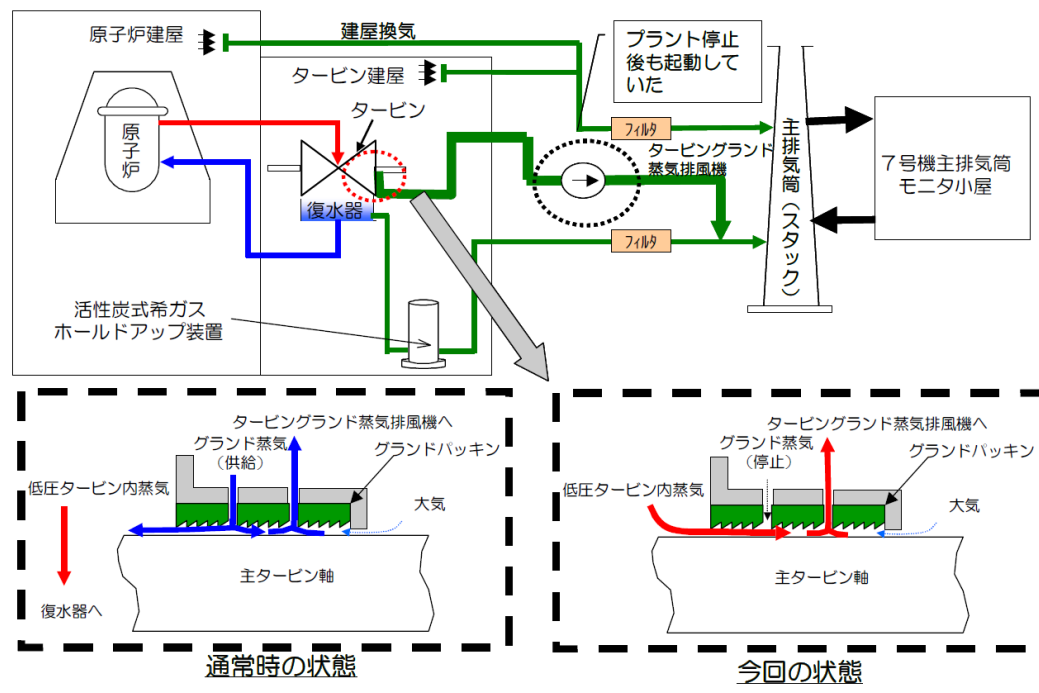 原子炉建屋
建屋換気
プラント停止
後も起動して
いた
タービン建屋
タービン
原子炉
復水器
フィルタ
タービングランド
蒸気排風機
フィルタ
主排気筒(スタック)
7号機主排気筒
モニタ小屋
活性炭式希ガス
ホールドアップ装置
タービングランド蒸気排風機へ
グランド蒸気
(供給)
グランドパッキン
低圧タービン内蒸気
大気
主タービン軸
復水器へ
通常時の状態
タービングランド蒸気排風機へ
グランド蒸気
(停止)
グランドパッキン
低圧タービン内蒸気
大気
主タービン軸
今回の状態